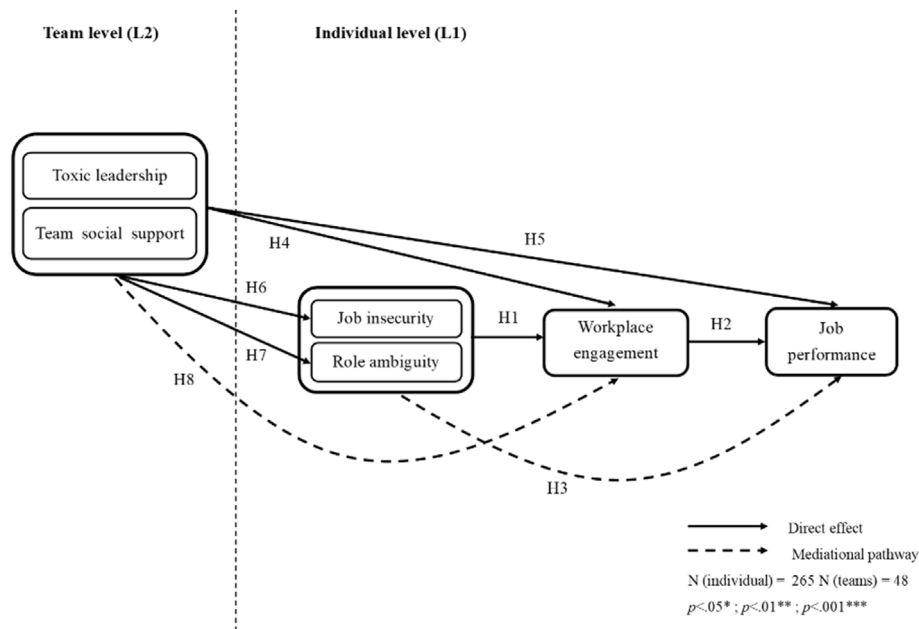 Team level (L2)
Individual level (L1)
Toxic leadership
Team social support
H4
H5
H6
H7
H8
Job insecurity
Role ambiguity
H1
Workplace
engagement
H2
Job
performance
H3
Direct effect
Mediational pathway
N (individual) = 265 N (teams) = 48
p<.05* ; p<.01** ; p<.001***